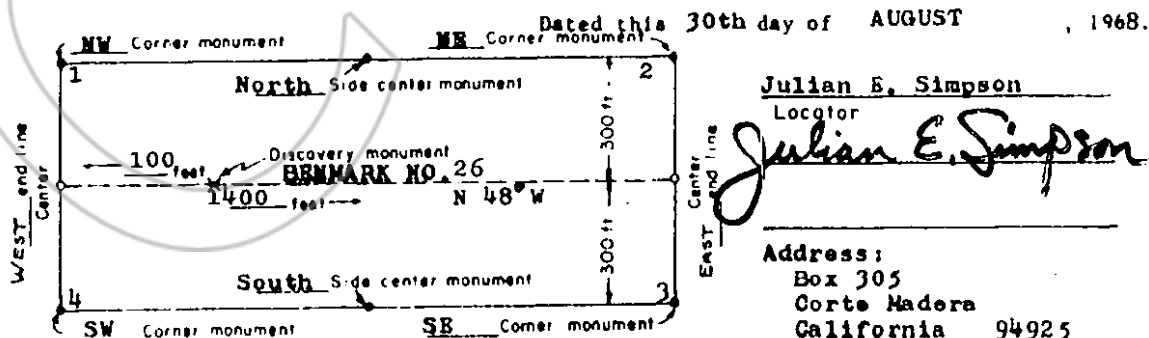 Dated this 30th day of AUGUST , 1968.
NW Corner monument
NE Corner monument
1
2
North Side center monument
300 ft.
Julian E. Simpson
Locator
Julian E. Simpson
100 feet
Discovery monument
BENMARK NO. 26
1400 feet
N 48° W
WEST end line
Center
EAST end line
Center
300 ft.
South Side center monument
4
3
SW Corner monument
SE Corner monument
Address:
Box 305
Corte Madera
California 94925